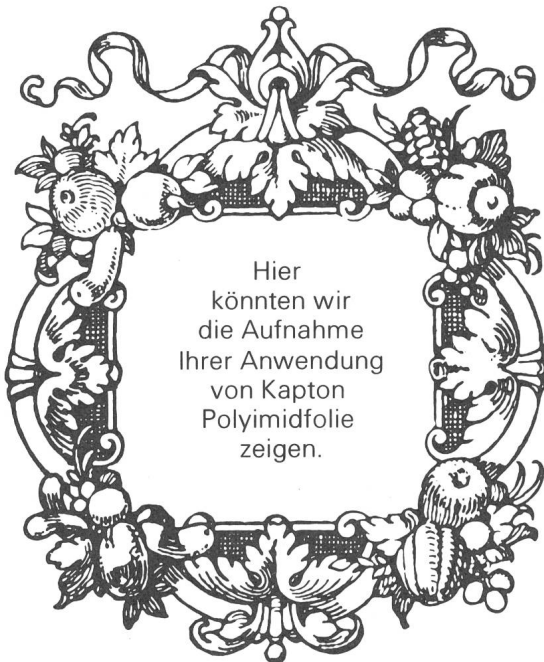 Hier
könnten wir
die Aufnahme
Ihrer Anwendung
von Kapton
Polyimidfolie
zeigen.